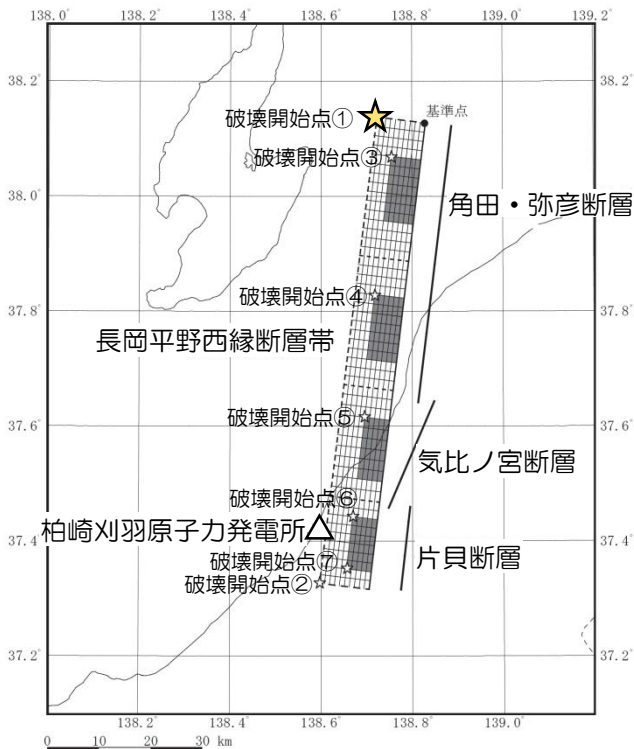 138.0° 138.2° 138.4° 138.6° 138.8° 139.0° 139.2°
38.2° 38.2°
基準点
破壊開始点①
破壊開始点③
38.0° 38.0°
角田・弥彦断層
破壊開始点④
37.8° 37.8°
長岡平野西縁断層帯
破壊開始点⑤
37.6° 37.6°
気比ノ宮断層
破壊開始点⑥
柏崎刈羽原子力発電所
37.4° 37.4°
破壊開始点⑦
片貝断層
破壊開始点②
37.2° 37.2°
138.2° 138.4° 138.6° 138.8° 139.0°
0 10 20 30 km